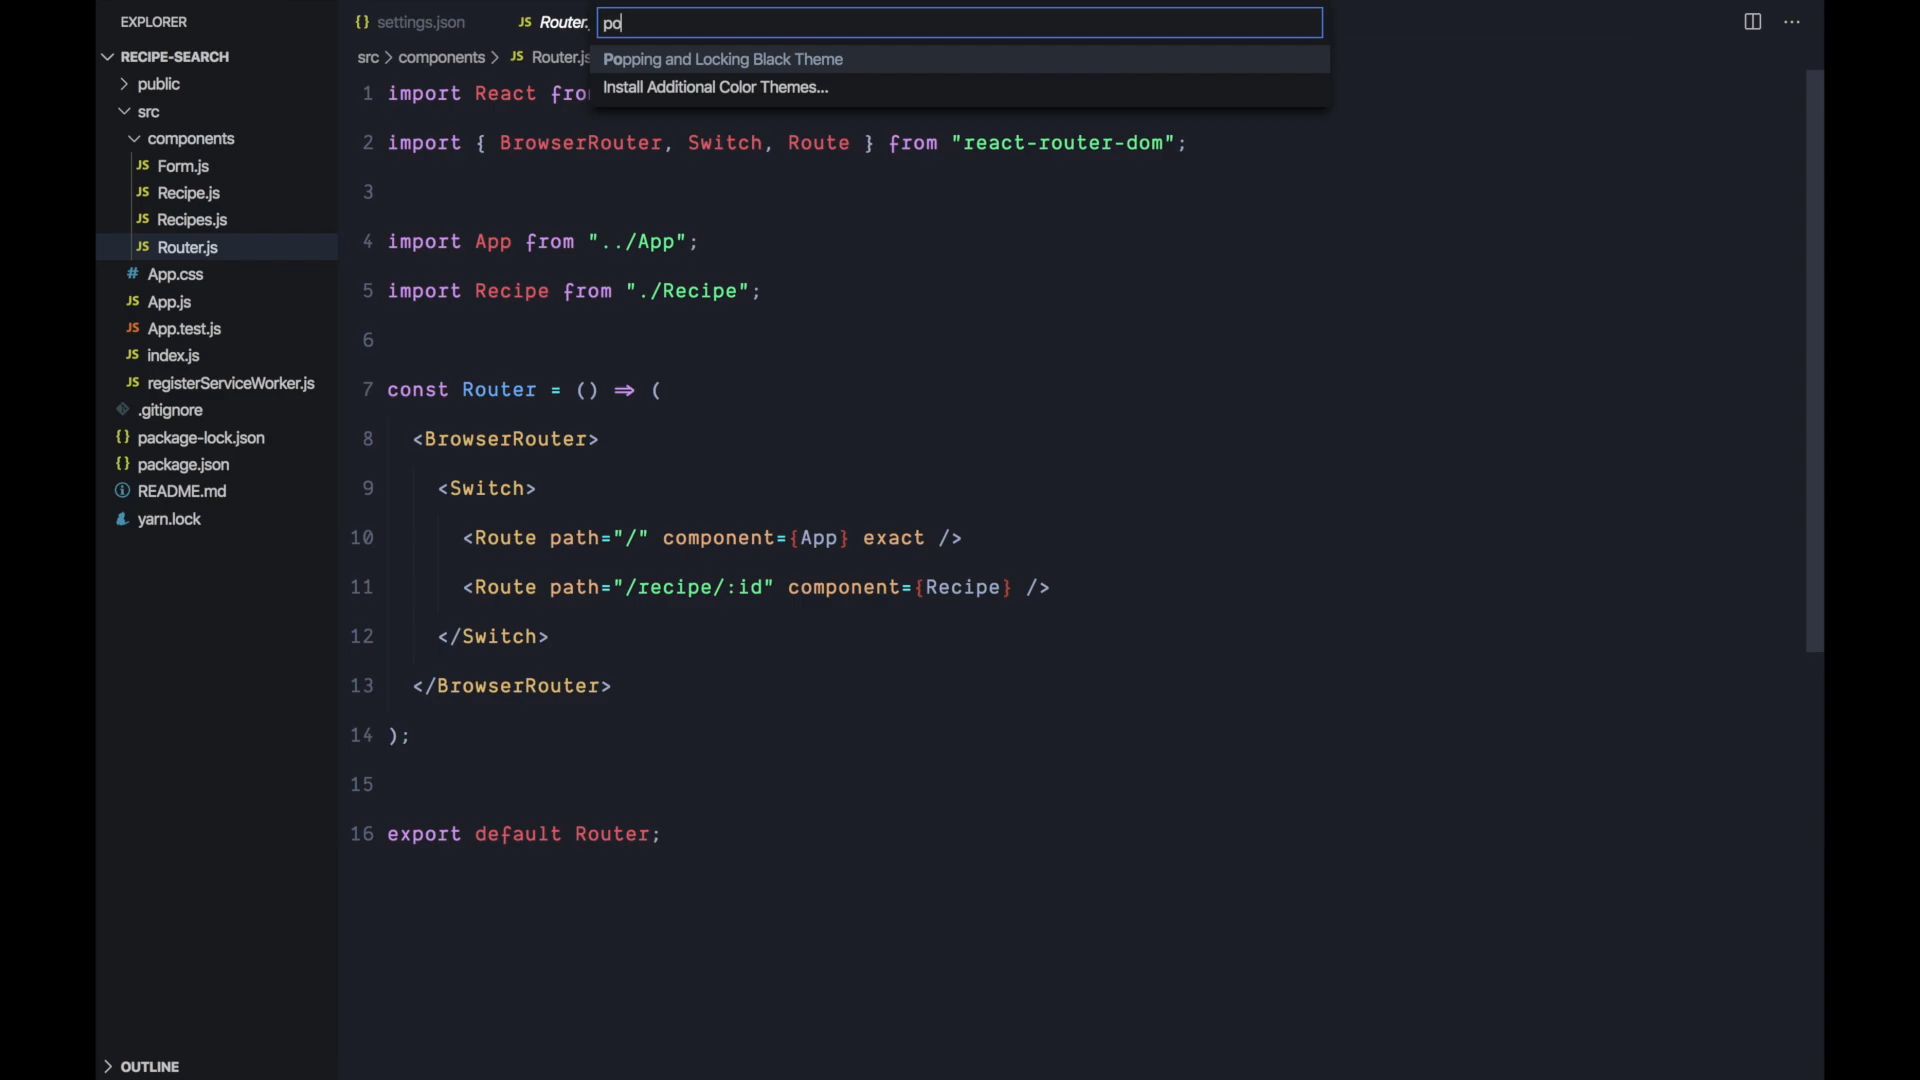 EXPLORER
RECIPE-SEARCH
public
src
components
JS Form.js
JS Recipe.js
JS Recipes.js
JS Router.js
# App.css
JS App.js
JS App.test.js
JS index.js
JS registerServiceWorker.js
.gitignore
{} package-lock.json
{} package.json
README.md
yarn.lock
OUTLINE
{} settings.json JS Router.
po
Popping and Locking Black Theme
Install Additional Color Themes...
src > components > JS Router.js
1 import React from
2 import { BrowserRouter, Switch, Route } from "react-router-dom";
3
4 import App from "../App";
5 import Recipe from "./Recipe";
6
7 const Router = () => (
8 <BrowserRouter>
9 <Switch>
10 <Route path="/" component={App} exact />
11 <Route path="/recipe/:id" component={Recipe} />
12 </Switch>
13 </BrowserRouter>
14 );
15
16 export default Router;